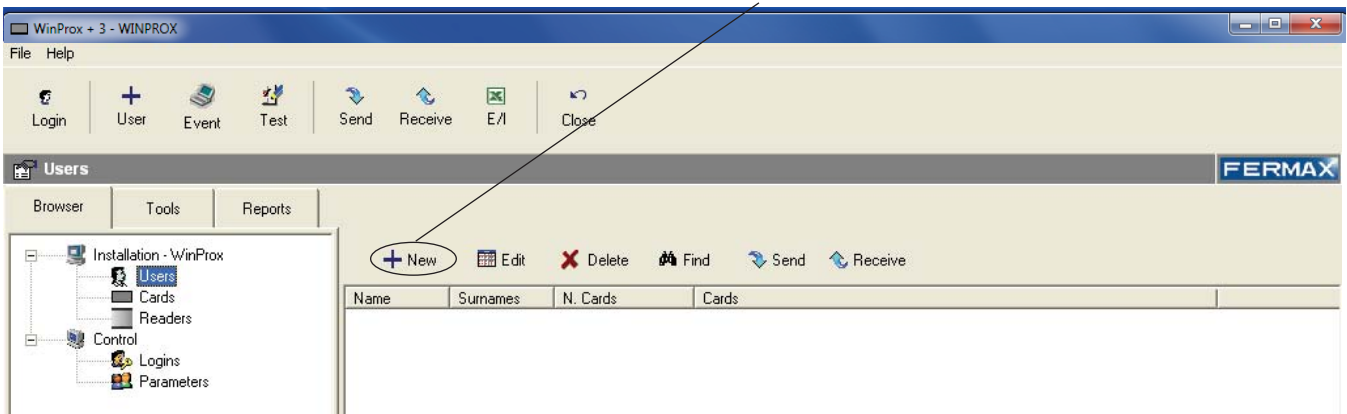 WinProx + 3 - WINPROX
File Help
Login User Event Test Send Receive E/I Close
Users FERMAX
Browser Tools Reports
Installation - WinProx
Users
Cards
Readers
Control
Logins
Parameters
New Edit Delete Find Send Receive
Name Surnames N. Cards Cards